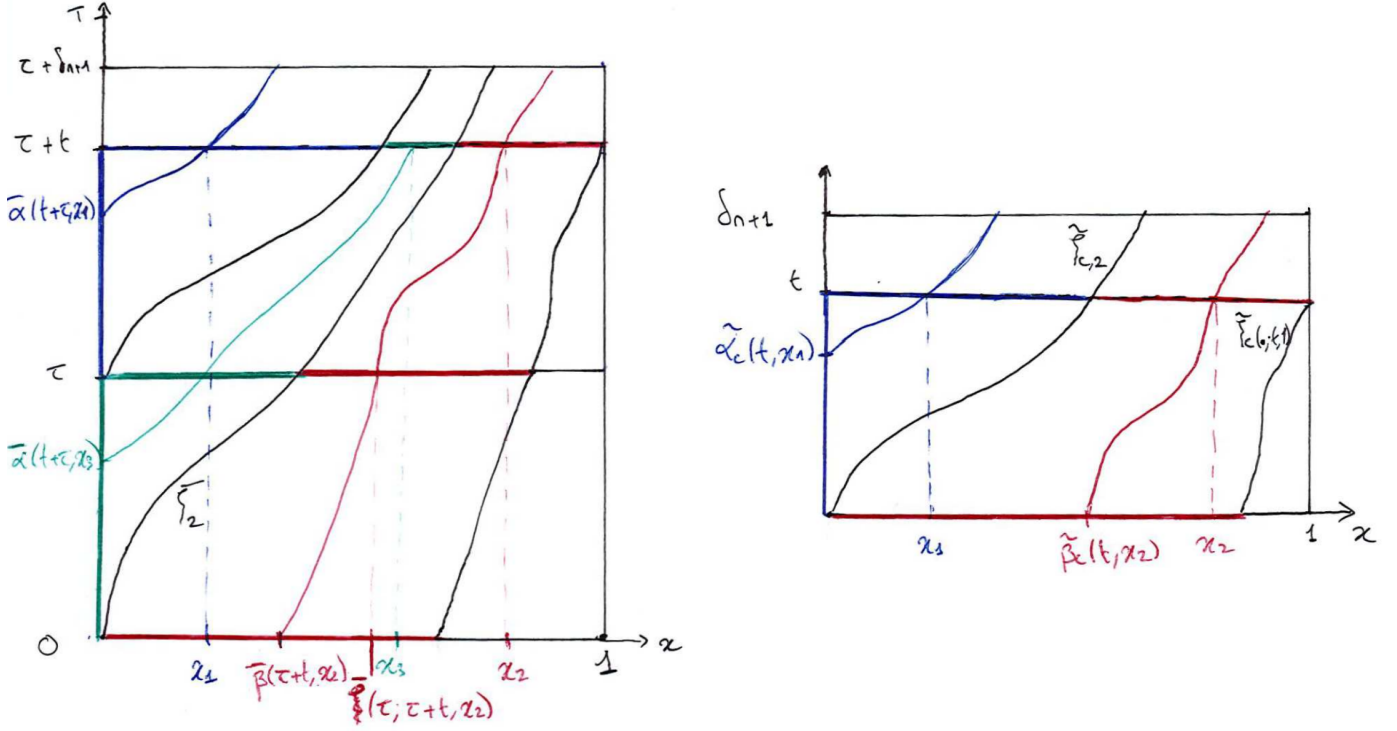 T
τ + δn+1
τ + t
ᾱ(t+τ,x1)
τ
ᾱ(t+τ,x3)
ξ̄2
0
x1
β̄(τ+t,x2)
x3
x2
1
x
ξ̄(τ; τ+t, x2)
δn+1
ξ̃c,2
t
α̃c(t,x1)
ξ̃c(0;t,1)
x1
β̃c(t,x2)
x2
1
x